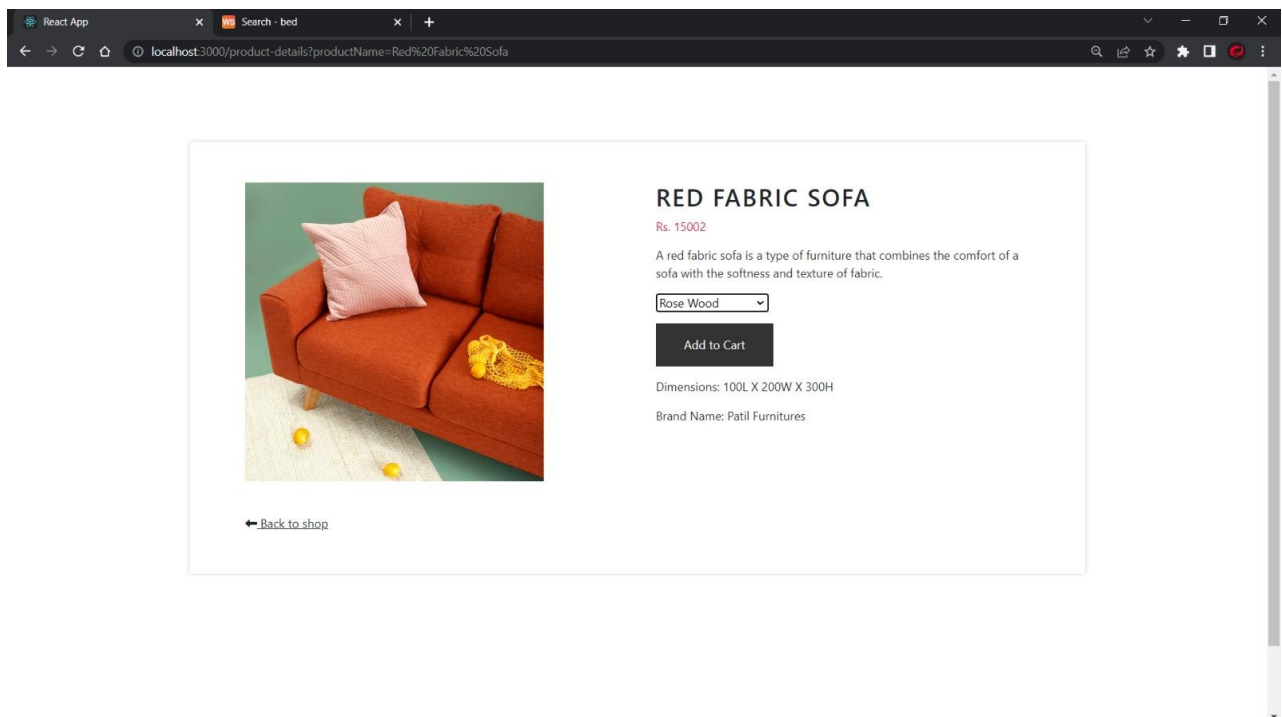 React App
WS Search - bed
localhost:3000/product-details?productName=Red%20Fabric%20Sofa
RED FABRIC SOFA
Rs. 15002
A red fabric sofa is a type of furniture that combines the comfort of a
sofa with the softness and texture of fabric.
Rose Wood
Add to Cart
Dimensions: 100L X 200W X 300H
Brand Name: Patil Furnitures
Back to shop